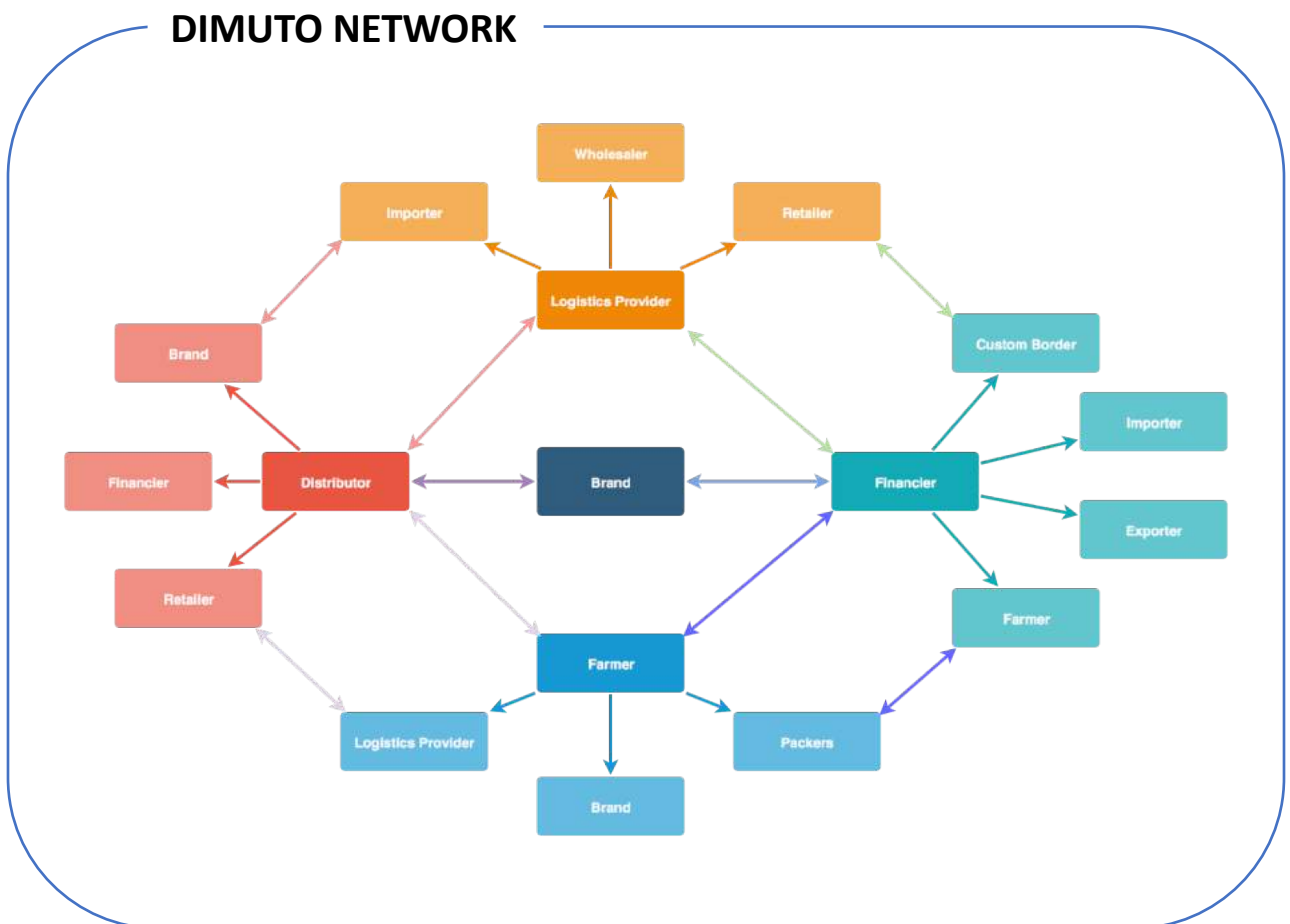 DIMUTO NETWORK
Wholesaler
Importer
Retailer
Logistics Provider
Brand
Custom Border
Importer
Financier
Distributor
Brand
Financier
Exporter
Retailer
Farmer
Farmer
Logistics Provider
Packers
Brand